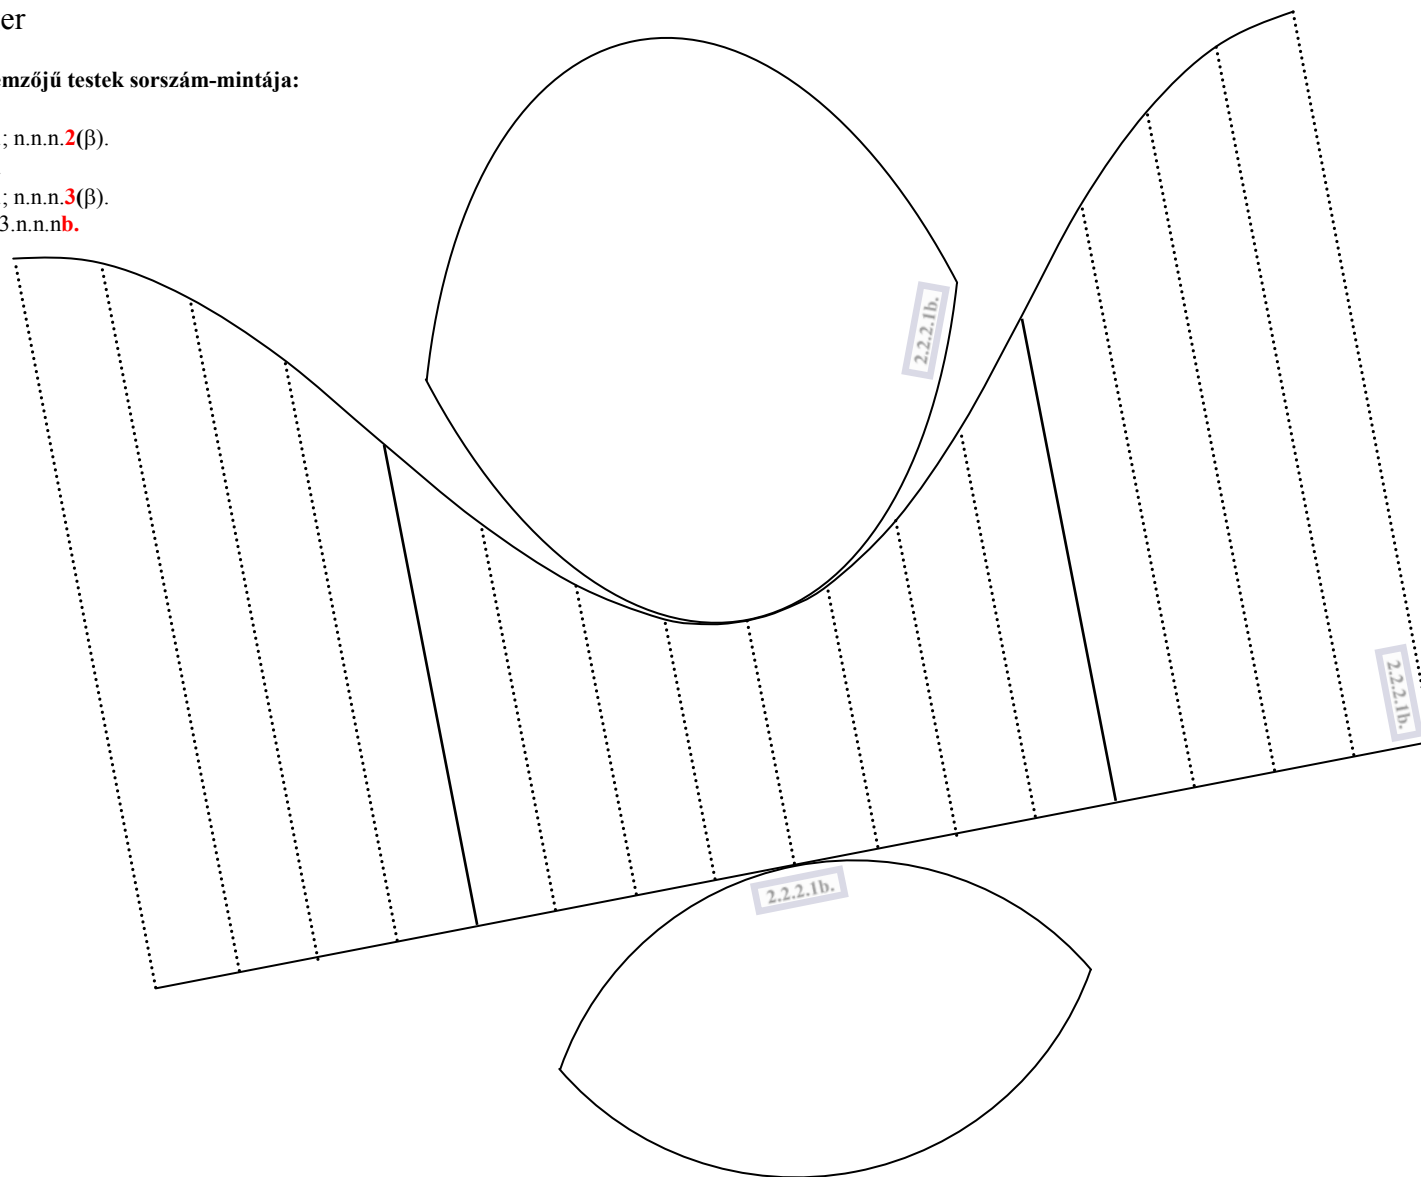 er
emzőjű testek sorszám-mintája:
; n.n.n.2(β).
; n.n.n.3(β).
3.n.n.nb.
2.2.2.1b.
2.2.2.1b.
2.2.2.1b.